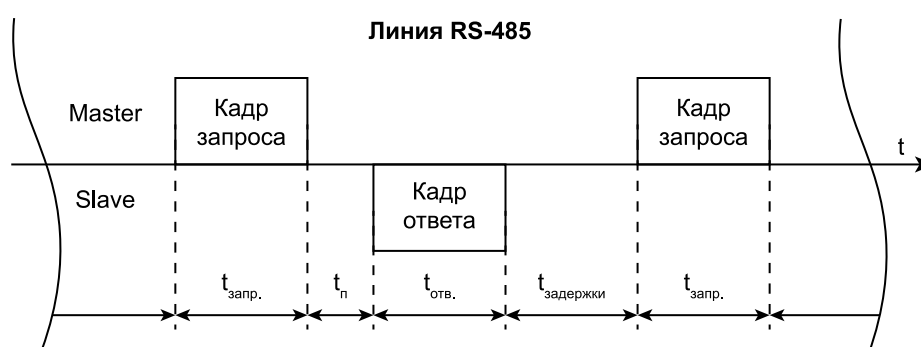 Линия RS-485
Master
Кадр
запроса
Кадр
запроса
t
Slave
Кадр
ответа
tзапр.
tп
tотв.
tзадержки
tзапр.